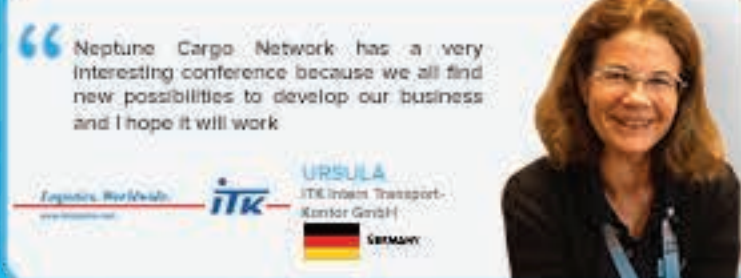 Neptune Cargo Network has a very
interesting conference because we all find
new possibilities to develop our business
and I hope it will work
Logistics. Worldwide.
iTK
URSULA
ITK Intern Transport-
Kontor GmbH
GERMANY